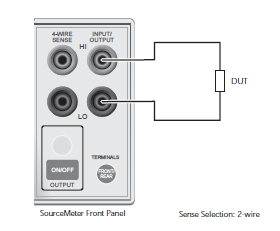 4-WIRE INPUT/
SENSE OUTPUT
HI
DUT
LO
TERMINALS
ON/OFF
FRONT/
REAR
OUTPUT
SourceMeter Front Panel
Sense Selection: 2-wire